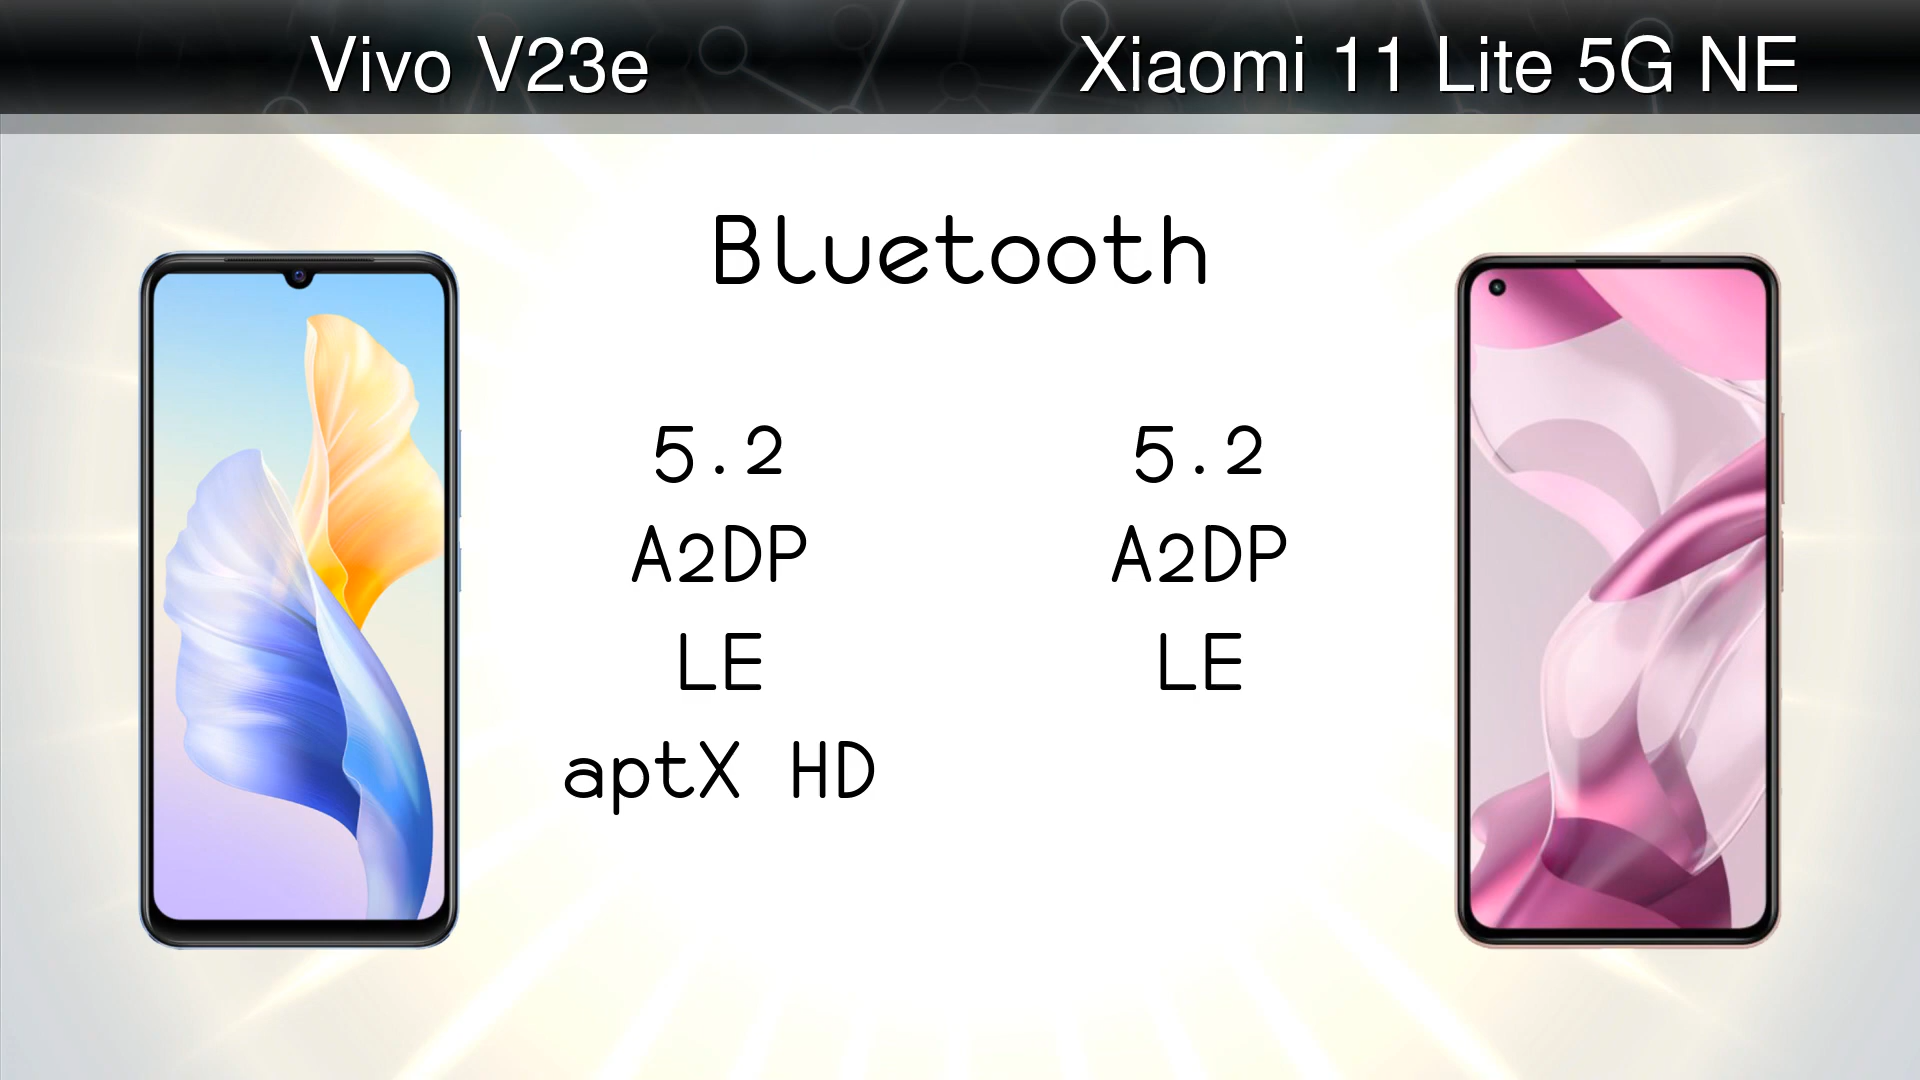 Vivo V23e
Xiaomi 11 Lite 5G NE
Bluetooth
5.2
A2DP
LE
aptX HD
5.2
A2DP
LE